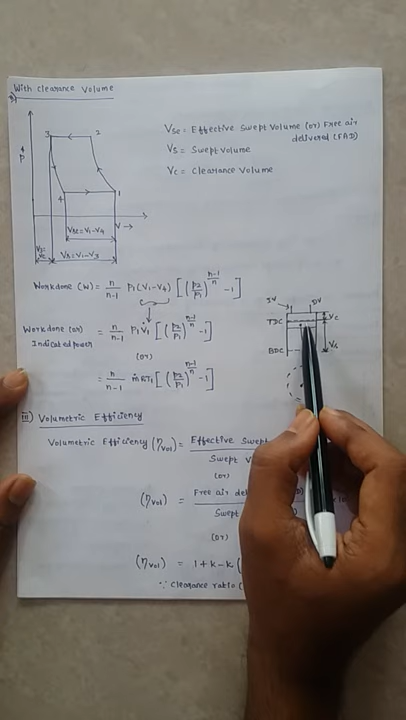 With clearance Volume
Vse = Effective Swept Volume (or) Free air
delivered (FAD)
Vs = Swept Volume
Vc = Clearance Volume
3 2
P
4 1
Vse = V1-V4 V
Vs = V1-V3
Workdone (W) = n/n-1 P1(V1-V4) [(P2/P1)^n-1/n -1]
Workdone (or) = n/n-1 P1 V̇1 [(P2/P1)^n-1/n -1]
Indicated power
(or)
= n/n-1 ṁRT1 [(P2/P1)^n-1/n -1]
IV DV
TDC Vc
BDC Vs
iii) Volumetric Efficiency
Volumetric Efficiency (ηvol) = Effective Swept
Swept V
(or)
(ηvol) = Free air del
Swept
(or)
(ηvol) = 1+k-k (
∵ Clearance ratio (